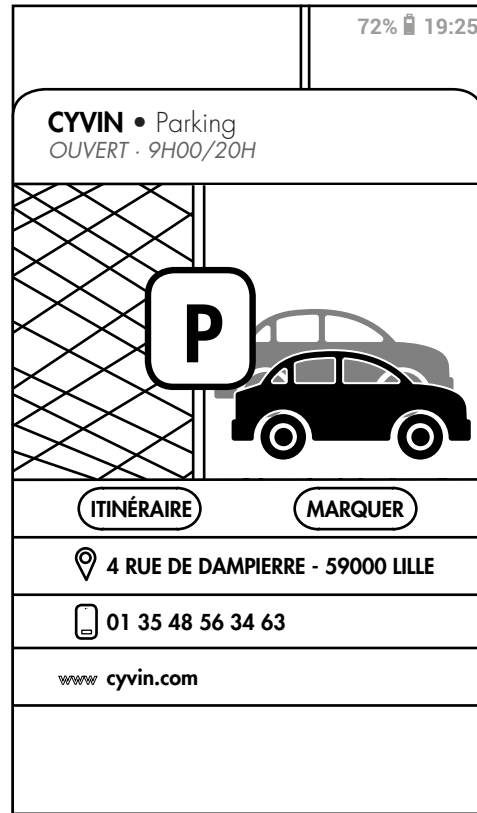 72% 19:25
CYVIN • Parking
OUVERT · 9H00/20H
P
ITINÉRAIRE
MARQUER
4 RUE DE DAMPIERRE - 59000 LILLE
01 35 48 56 34 63
www cyvin.com